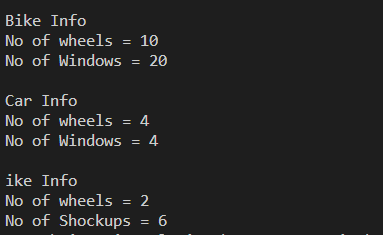 Bike Info
No of wheels = 10
No of Windows = 20
Car Info
No of wheels = 4
No of Windows = 4
ike Info
No of wheels = 2
No of Shockups = 6